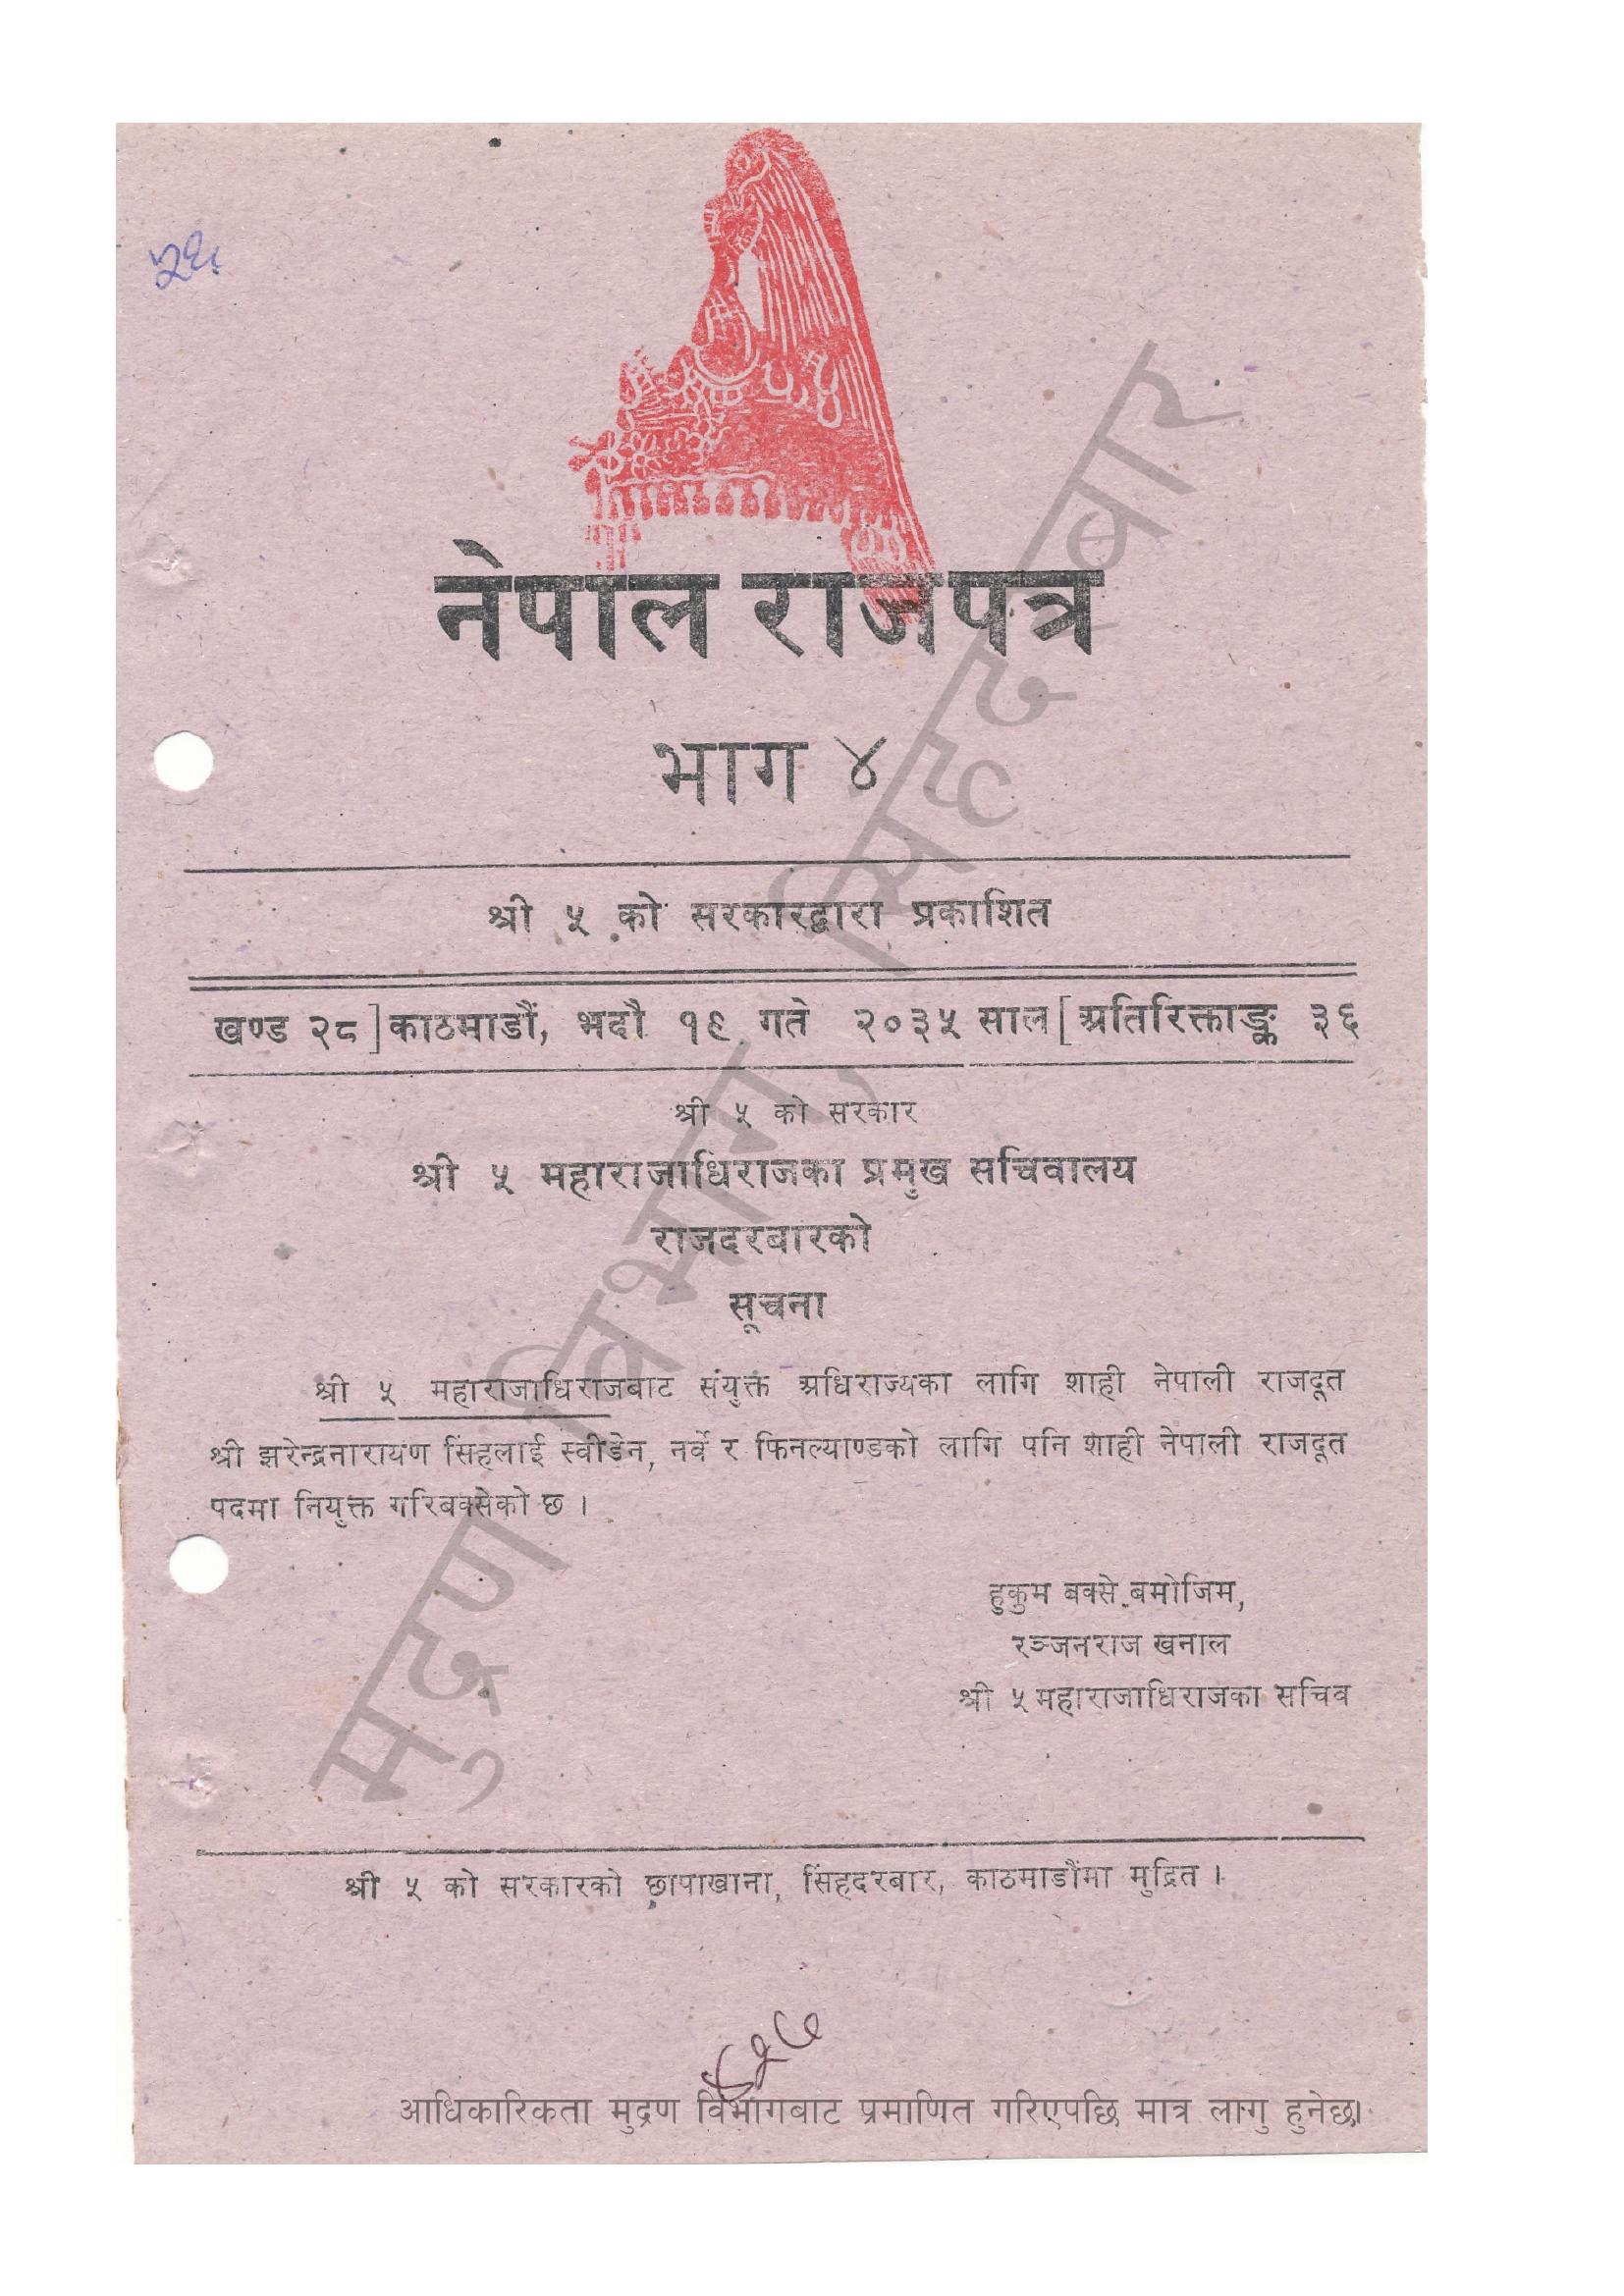 ५१
नेपाल राजपत्र
भाग ४
श्री ५ को सरकारद्वारा प्रकाशित
खण्ड २८] काठमाडौं, भदौ १९ गते २०३५ साल [अतिरिक्ताङ्क ३६
श्री ५ को सरकार
श्री ५ महाराजाधिराजका प्रमुख सचिवालय
राजदरबारको
सूचना
श्री ५ महाराजाधिराजबाट संयुक्त अधिराज्यका लागि शाही नेपाली राजदूत
श्री झरेन्द्रनारायण सिंहलाई स्वीडेन, नर्वे र फिनल्याण्डको लागि पनि शाही नेपाली राजदूत
पदमा नियुक्त गरिबक्सेको छ ।
हुकुम बक्से बमोजिम,
रञ्जनराज खनाल
श्री ५ महाराजाधिराजका सचिव
श्री ५ को सरकारको छापाखाना, सिंहदरबार, काठमाडौंमा मुद्रित ।
आधिकारिकता मुद्रण विभागबाट प्रमाणित गरिएपछि मात्र लागु हुनेछ।
मुद्रण विभाग, सिंहदरबार